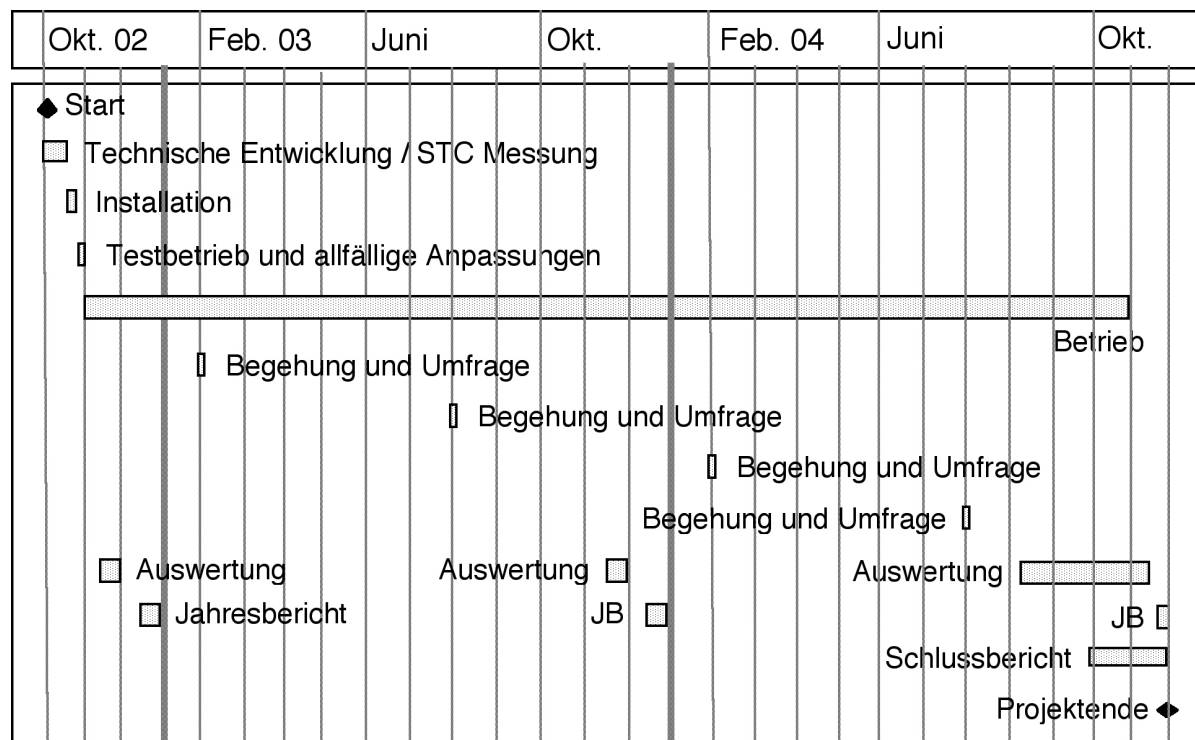 Okt. 02 Feb. 03 Juni Okt. Feb. 04 Juni Okt.
Start
Technische Entwicklung / STC Messung
Installation
Testbetrieb und allfällige Anpassungen
Betrieb
Begehung und Umfrage
Begehung und Umfrage
Begehung und Umfrage
Begehung und Umfrage
Auswertung Auswertung Auswertung
Jahresbericht JB JB
Schlussbericht
Projektende